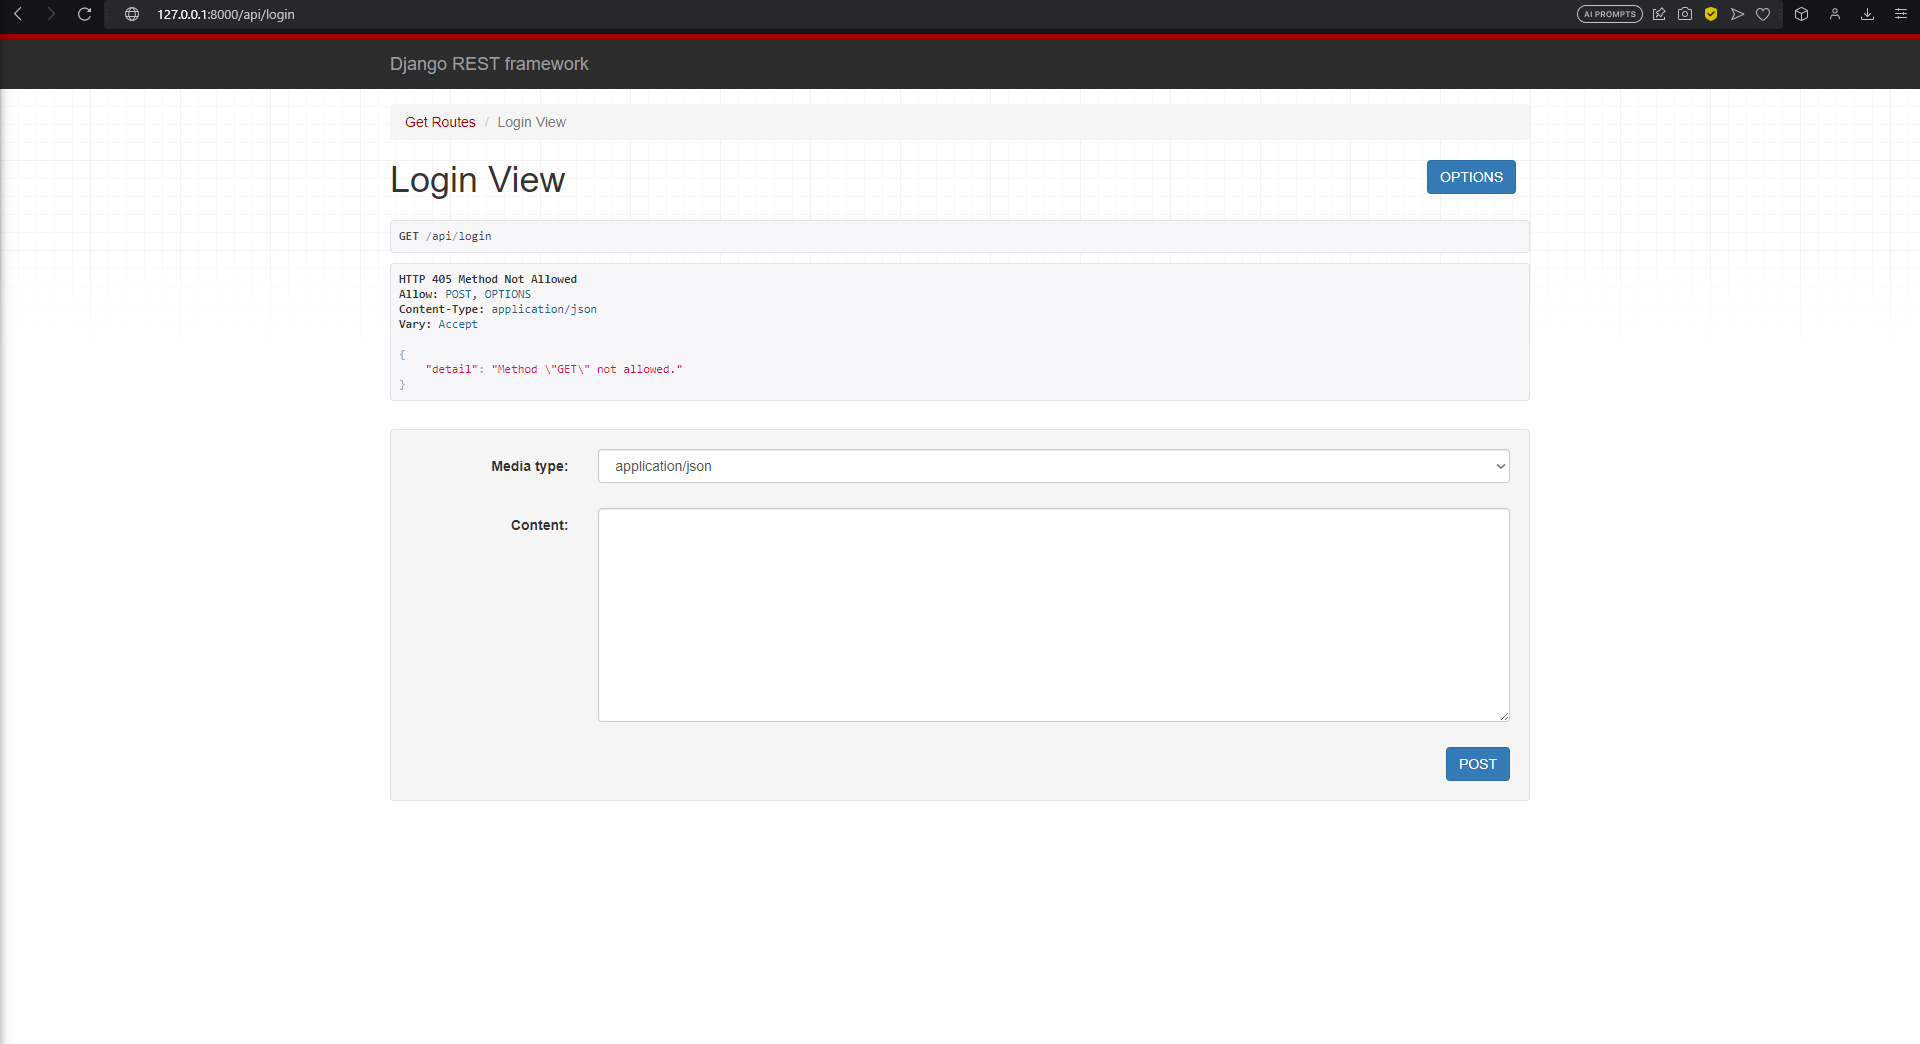 127.0.0.1:8000/api/login
AI PROMPTS
Django REST framework
Get Routes / Login View
Login View
OPTIONS
GET /api/login
HTTP 405 Method Not Allowed
Allow: POST, OPTIONS
Content-Type: application/json
Vary: Accept
{
    "detail": "Method \"GET\" not allowed."
}
Media type:
application/json
Content:
POST